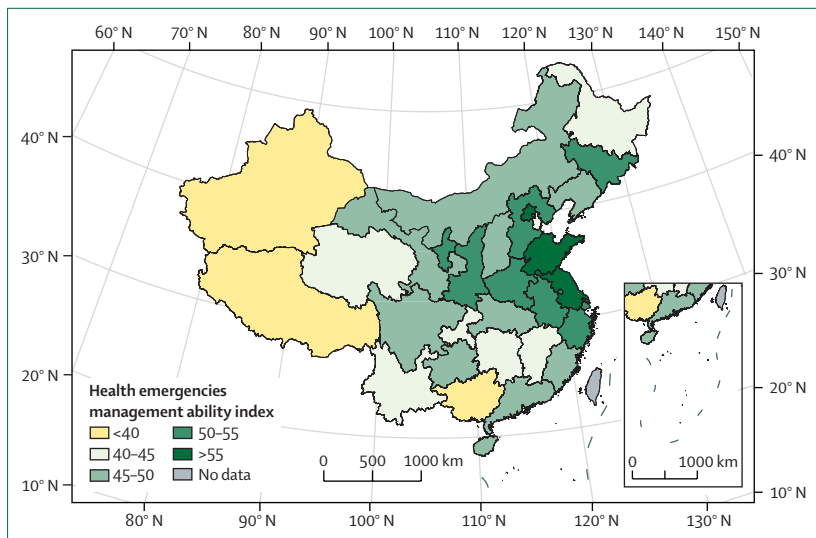 60° N 70° N 80° N 90° N 100° N 110° N 120° N 130° N 140° N 150° N
40° N 40° N
30° N 30° N
20° N 20° N
10° N 10° N
Health emergencies
management ability index
<40 50–55
40–45 >55
45–50 No data
0 500 1000 km
0 1000 km
80° N 90° N 100° N 110° N 120° N 130° N